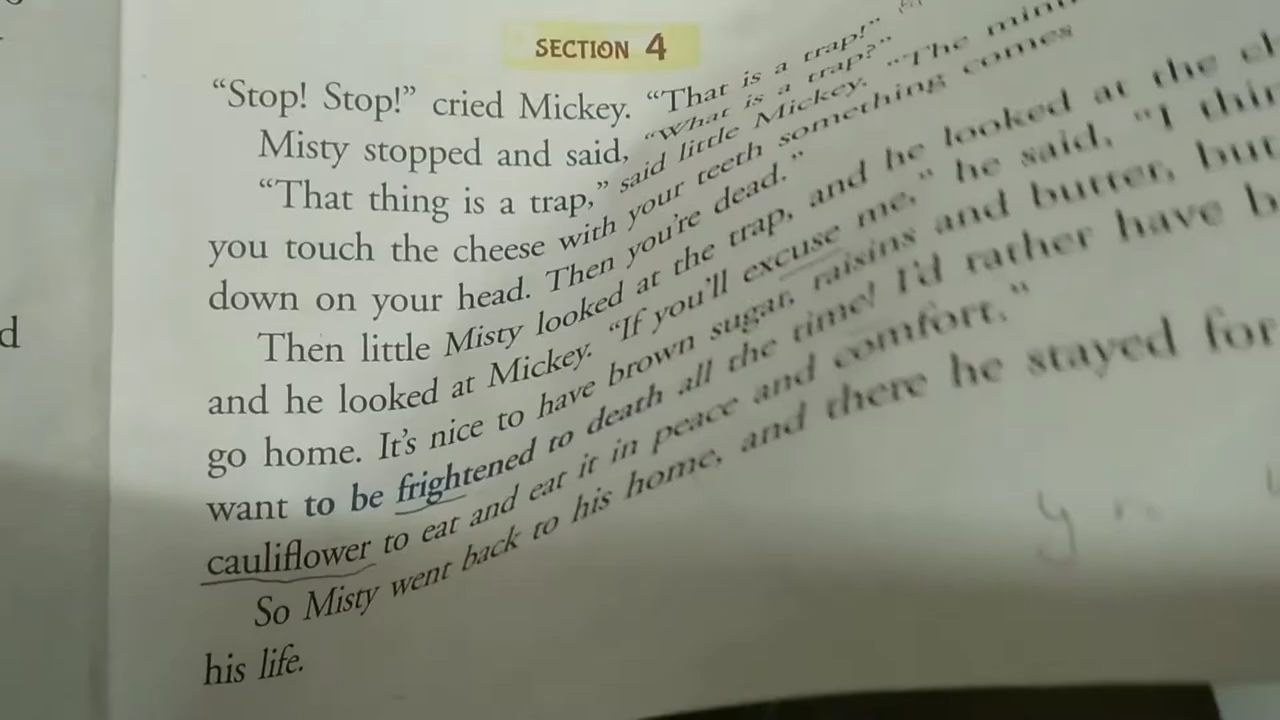 SECTION 4
"Stop! Stop!" cried Mickey. "That is a trap!"
Misty stopped and said, "What is a trap?"
"That thing is a trap," said little Mickey. "The
you touch the cheese with your teeth something comes
down on your head. Then you're dead."
Then little Misty looked at the trap, and he looked at the
and he looked at Mickey. "If you'll excuse me," he said, "I
go home. It's nice to have brown sugar, raisins and butter, but
want to be frightened to death all the time! I'd rather have
cauliflower to eat and eat it in peace and comfort."
So Misty went back to his home, and there he stayed for
his life.
d